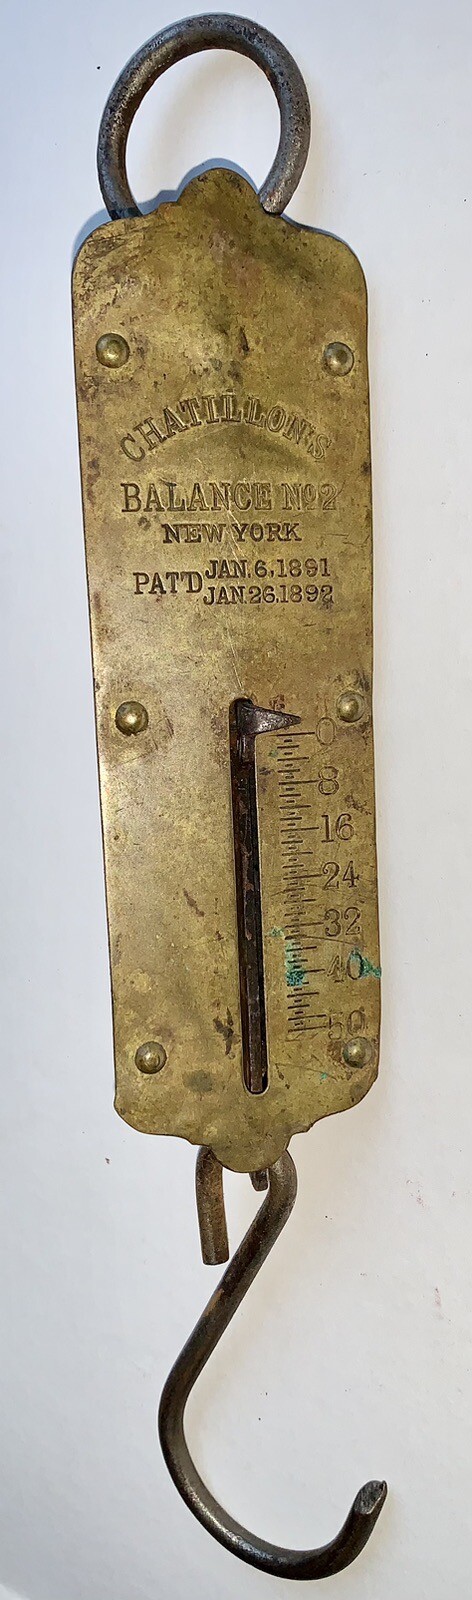 CHATILLON'S
BALANCE Nº2
NEW YORK
PAT'D JAN. 6, 1891
JAN. 26. 1892
0
8
16
24
32
40
50